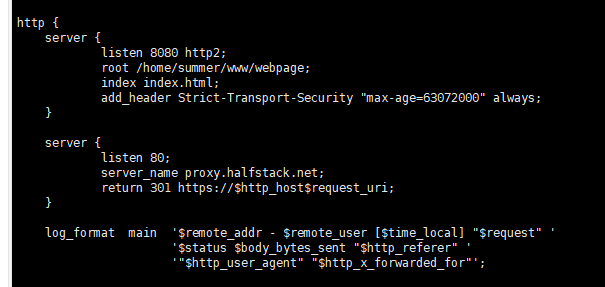 http {
    server {
            listen 8080 http2;
            root /home/summer/www/webpage;
            index index.html;
            add_header Strict-Transport-Security "max-age=63072000" always;
    }
    server {
            listen 80;
            server_name proxy.halfstack.net;
            return 301 https://$http_host$request_uri;
    }
    log_format  main  '$remote_addr - $remote_user [$time_local] "$request" '
                      '$status $body_bytes_sent "$http_referer" '
                      '"$http_user_agent" "$http_x_forwarded_for"';